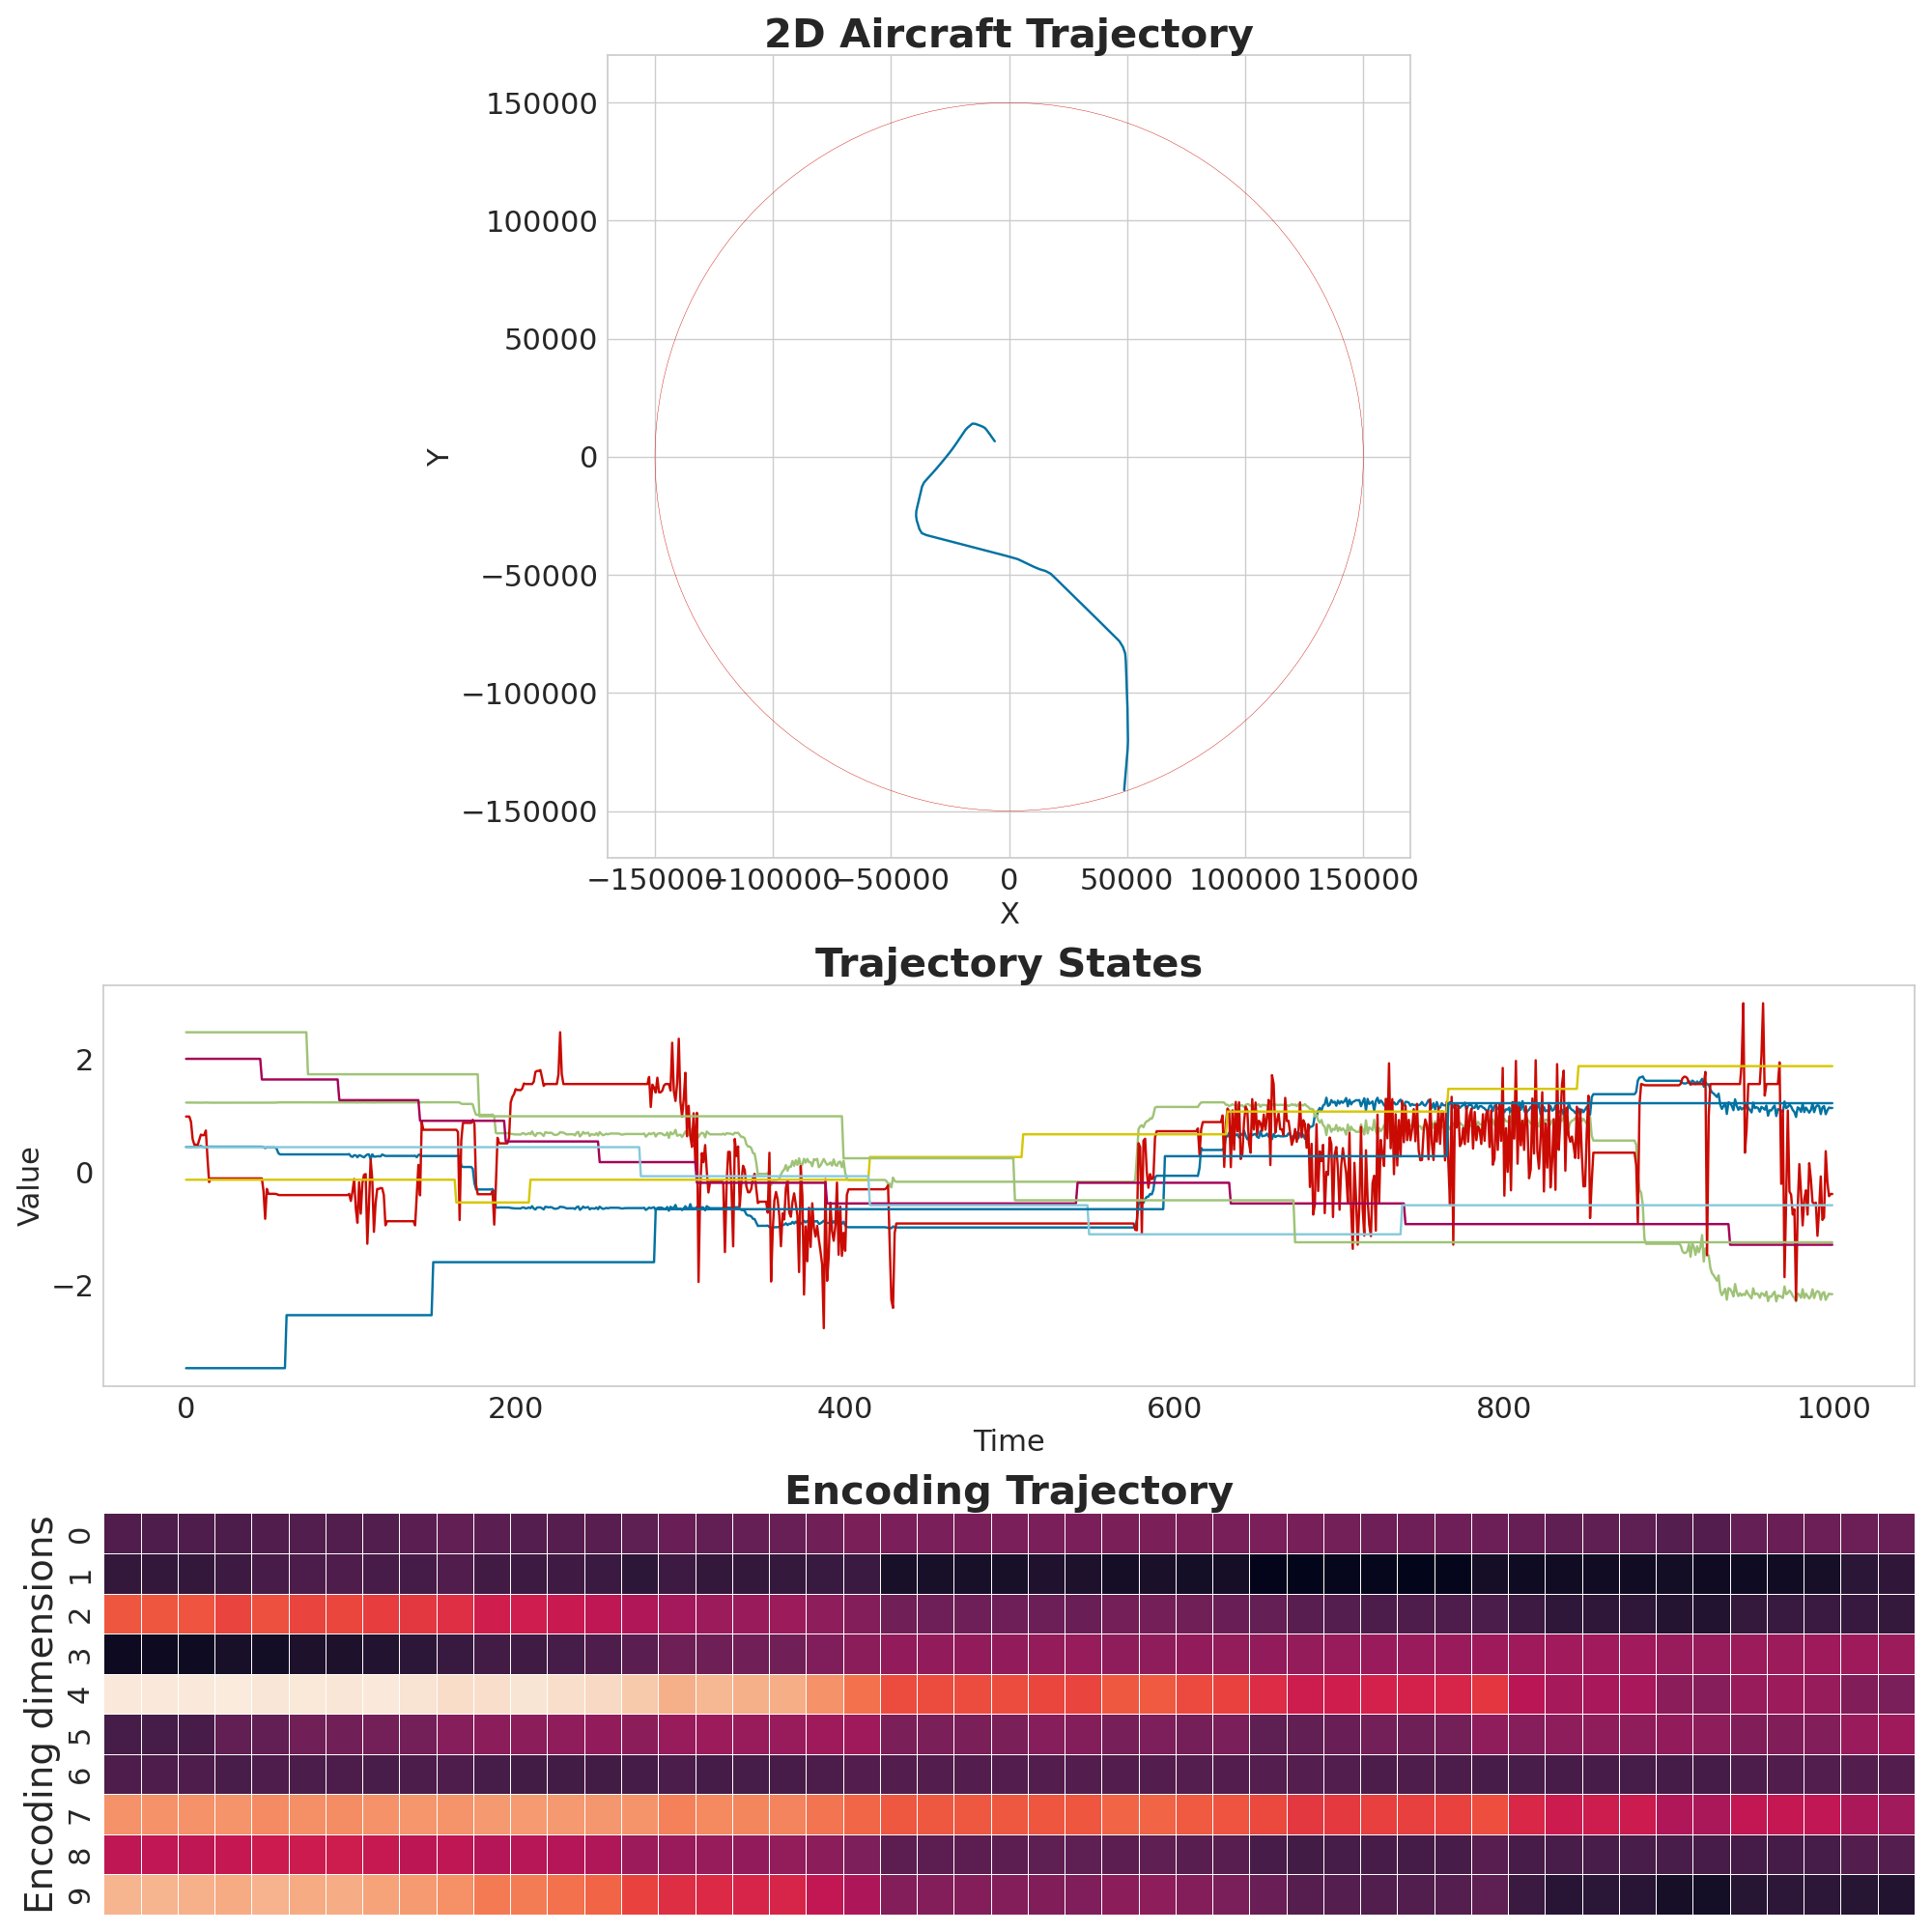 2D Aircraft Trajectory
150000
100000
50000
0
−50000
−100000
−150000
Y
−150000 −100000 −50000 0 50000 100000 150000
X
Trajectory States
2
0
−2
Value
0 200 400 600 800 1000
Time
Encoding Trajectory
0
1
2
3
4
5
6
7
8
9
Encoding dimensions